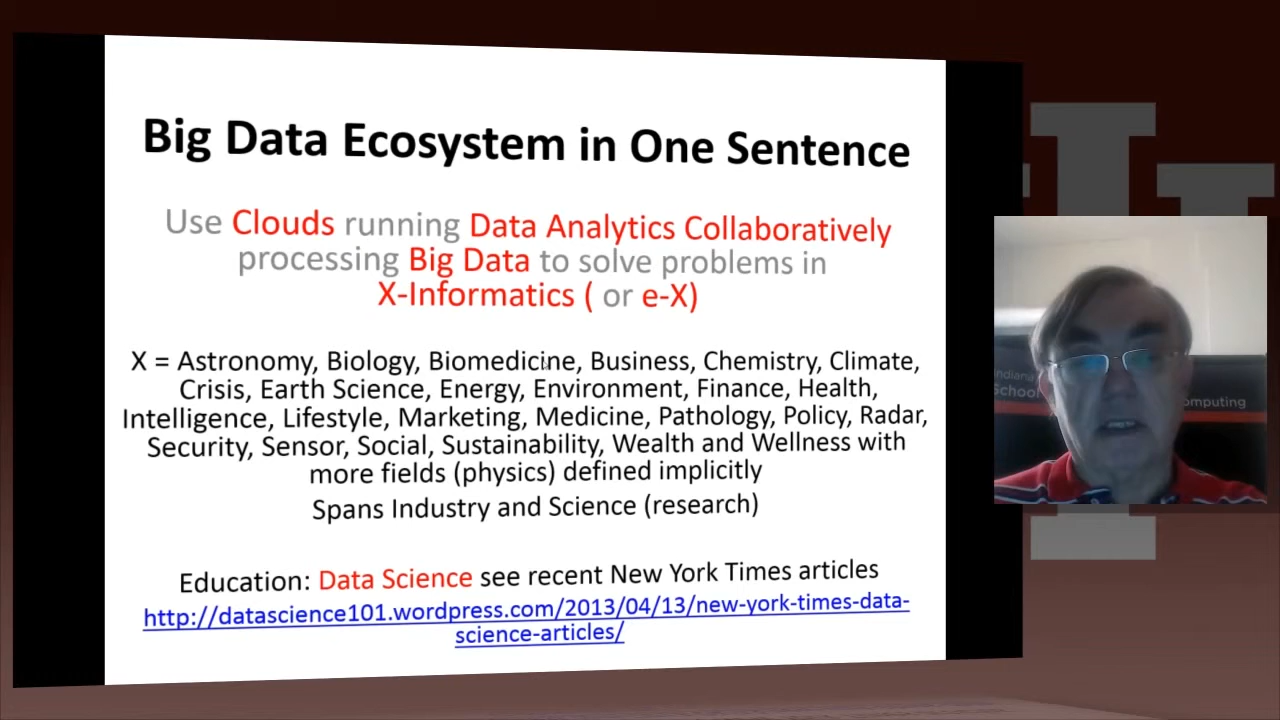 Big Data Ecosystem in One Sentence
Use Clouds running Data Analytics Collaboratively
processing Big Data to solve problems in
X-Informatics ( or e-X)
X = Astronomy, Biology, Biomedicine, Business, Chemistry, Climate,
Crisis, Earth Science, Energy, Environment, Finance, Health,
Intelligence, Lifestyle, Marketing, Medicine, Pathology, Policy, Radar,
Security, Sensor, Social, Sustainability, Wealth and Wellness with
more fields (physics) defined implicitly
Spans Industry and Science (research)
Education: Data Science see recent New York Times articles
http://datascience101.wordpress.com/2013/04/13/new-york-times-data-
science-articles/
Indiana
School
omputing